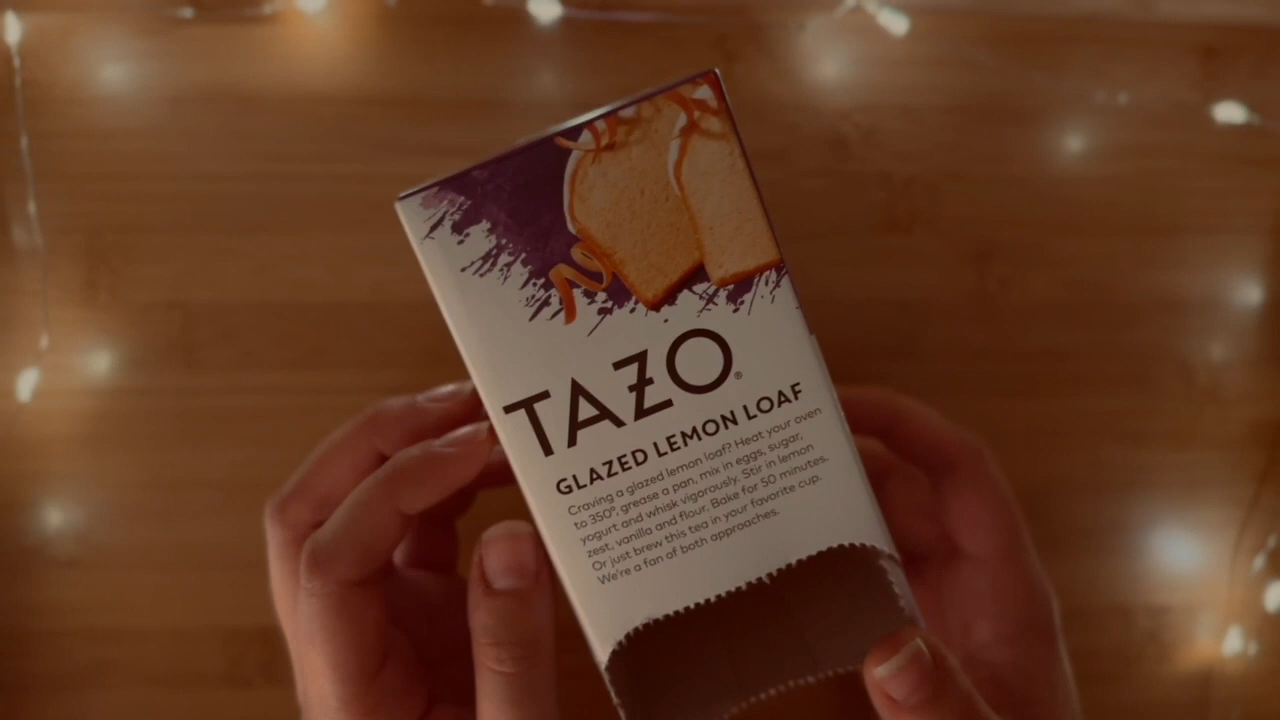 TAZO®
GLAZED LEMON LOAF
Craving a glazed lemon loaf? Heat your oven
to 350°, grease a pan, mix in eggs, sugar,
yogurt and whisk vigorously. Stir in lemon
zest, vanilla and flour. Bake for 50 minutes.
Or just brew this tea in your favorite cup.
We're a fan of both approaches.